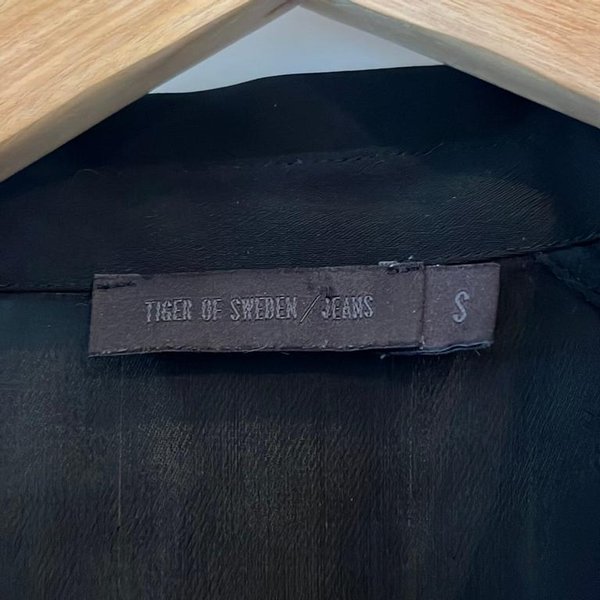 TIGER OF SWEDEN / JEANS
S